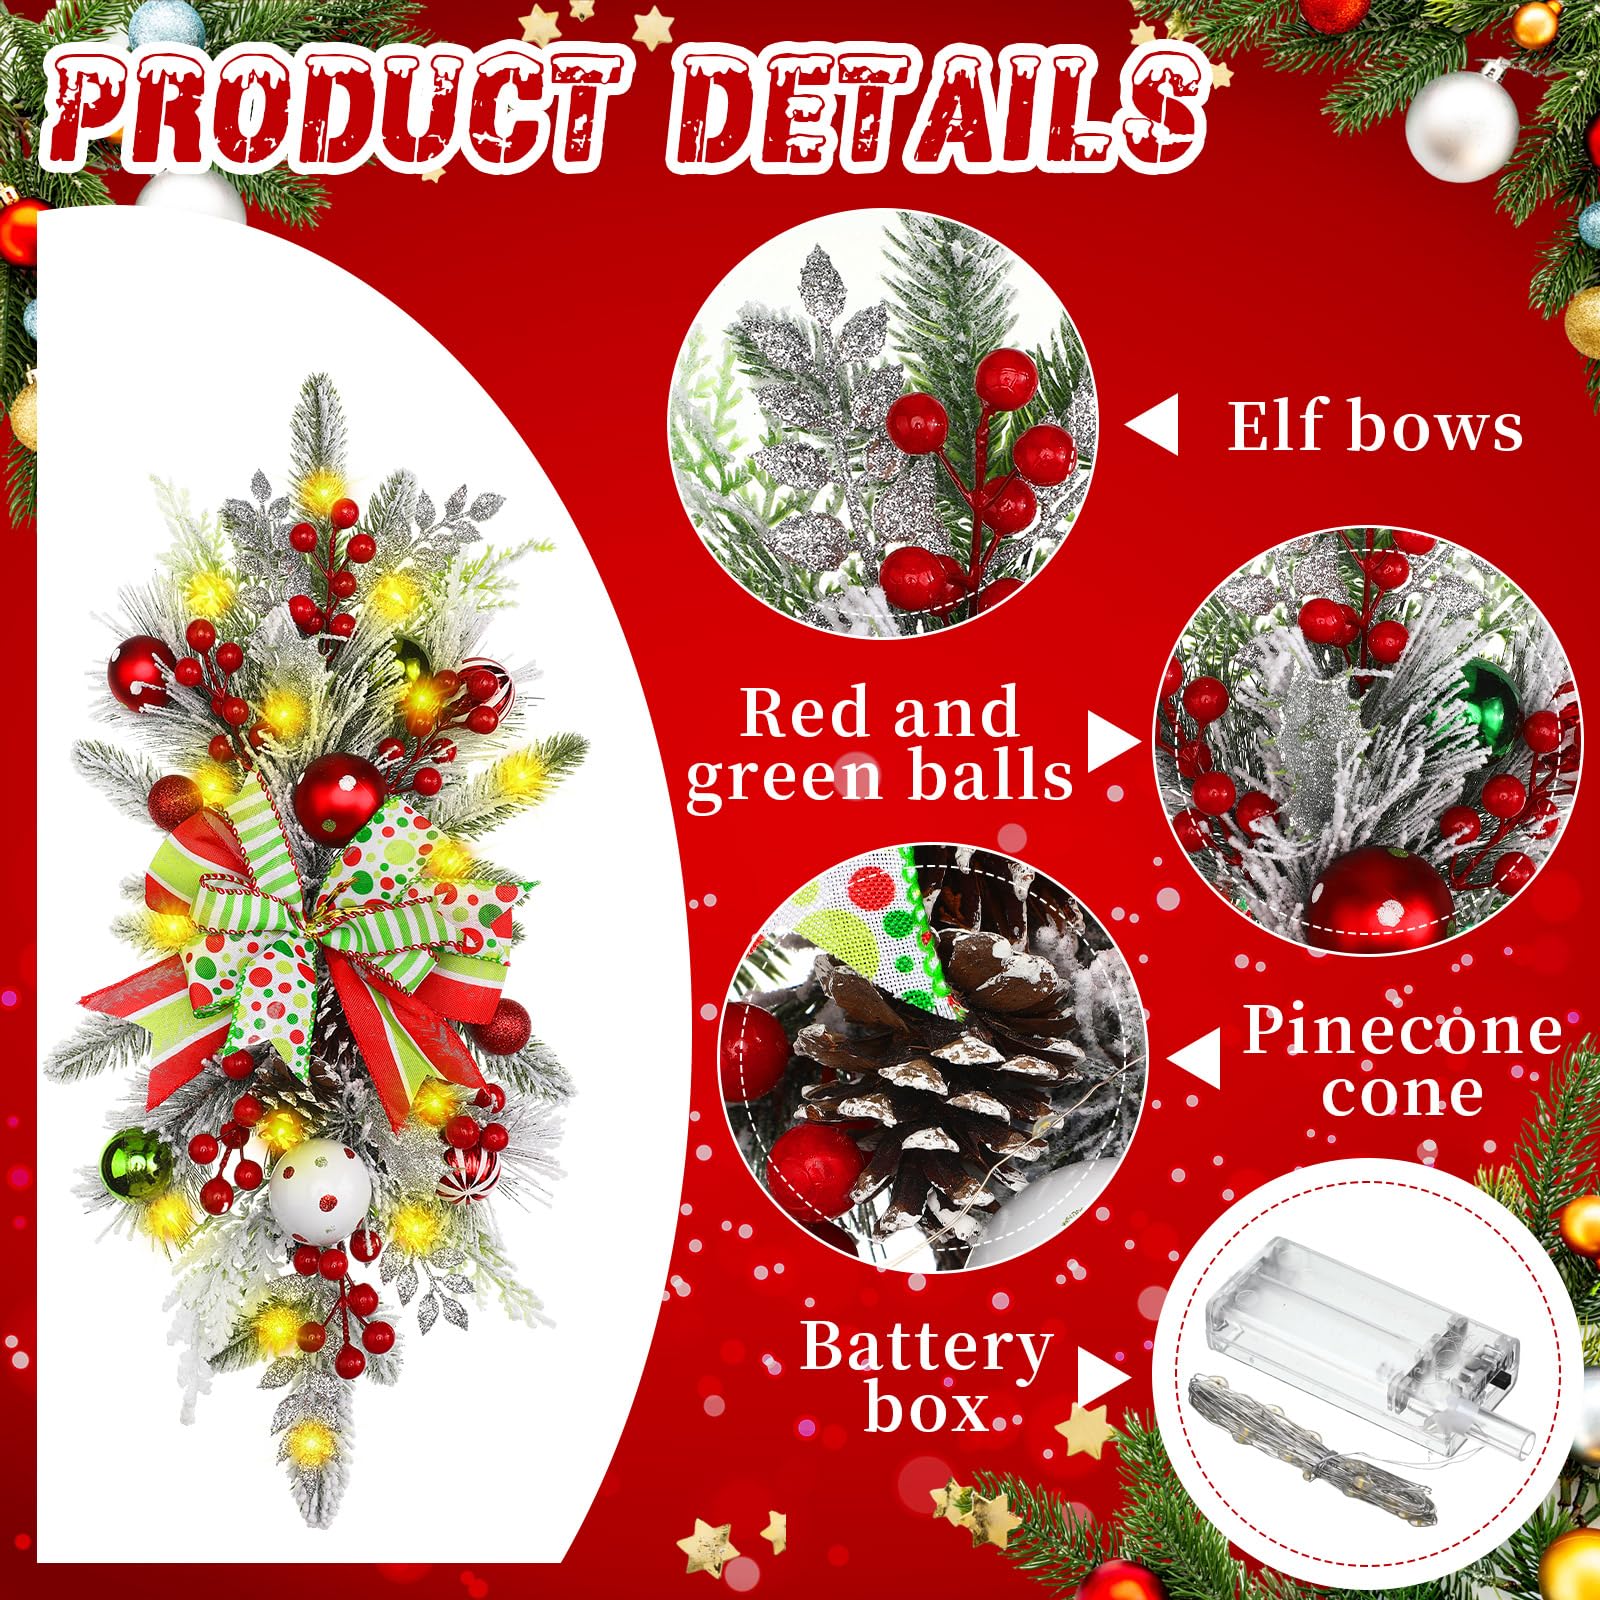 PRODUCT DETAILS
Elf bows
Red and
green balls
Pinecone
cone
Battery
box